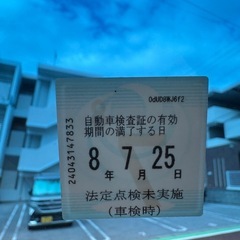 OdUD8WJ6f2
自動車検査証の有効
期間の満了する日
8 7 25
年 月 日
法定点検未実施
(車検時)
24043147833